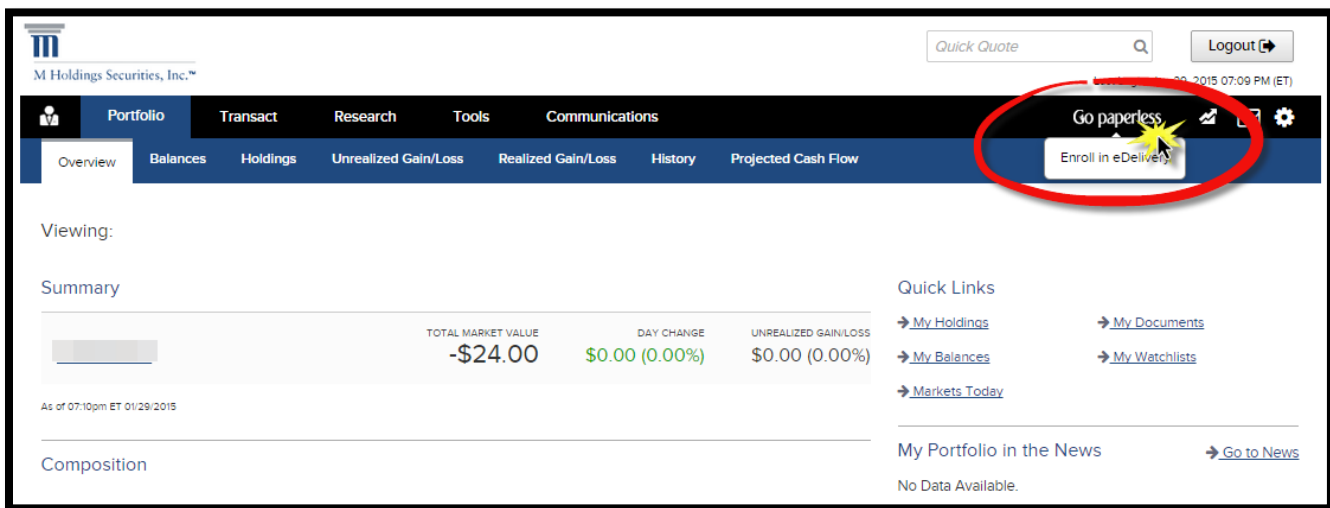 M Holdings Securities, Inc.™
Quick Quote
Logout
2015 07:09 PM (ET)
Portfolio Transact Research Tools Communications Go paperless
Overview Balances Holdings Unrealized Gain/Loss Realized Gain/Loss History Projected Cash Flow Enroll in eDelivery
Viewing:
Summary
TOTAL MARKET VALUE DAY CHANGE UNREALIZED GAIN/LOSS
-$24.00 $0.00 (0.00%) $0.00 (0.00%)
As of 07:10pm ET 01/29/2015
Composition
Quick Links
My Holdings My Documents
My Balances My Watchlists
Markets Today
My Portfolio in the News Go to News
No Data Available.